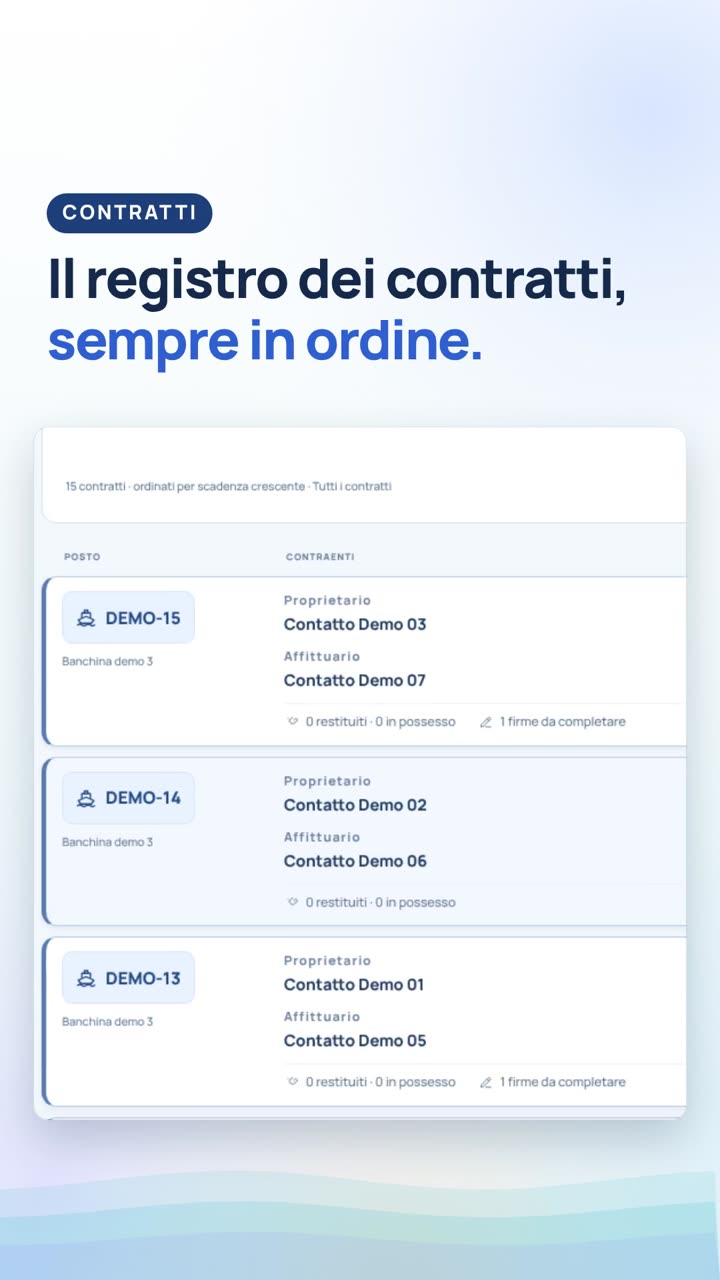 CONTRATTI
Il registro dei contratti,
sempre in ordine.
15 contratti · ordinati per scadenza crescente · Tutti i contratti
POSTO CONTRAENTI
DEMO-15
Banchina demo 3
Proprietario
Contatto Demo 03
Affittuario
Contatto Demo 07
0 restituiti · 0 in possesso 1 firme da completare
DEMO-14
Banchina demo 3
Proprietario
Contatto Demo 02
Affittuario
Contatto Demo 06
0 restituiti · 0 in possesso
DEMO-13
Banchina demo 3
Proprietario
Contatto Demo 01
Affittuario
Contatto Demo 05
0 restituiti · 0 in possesso 1 firme da completare